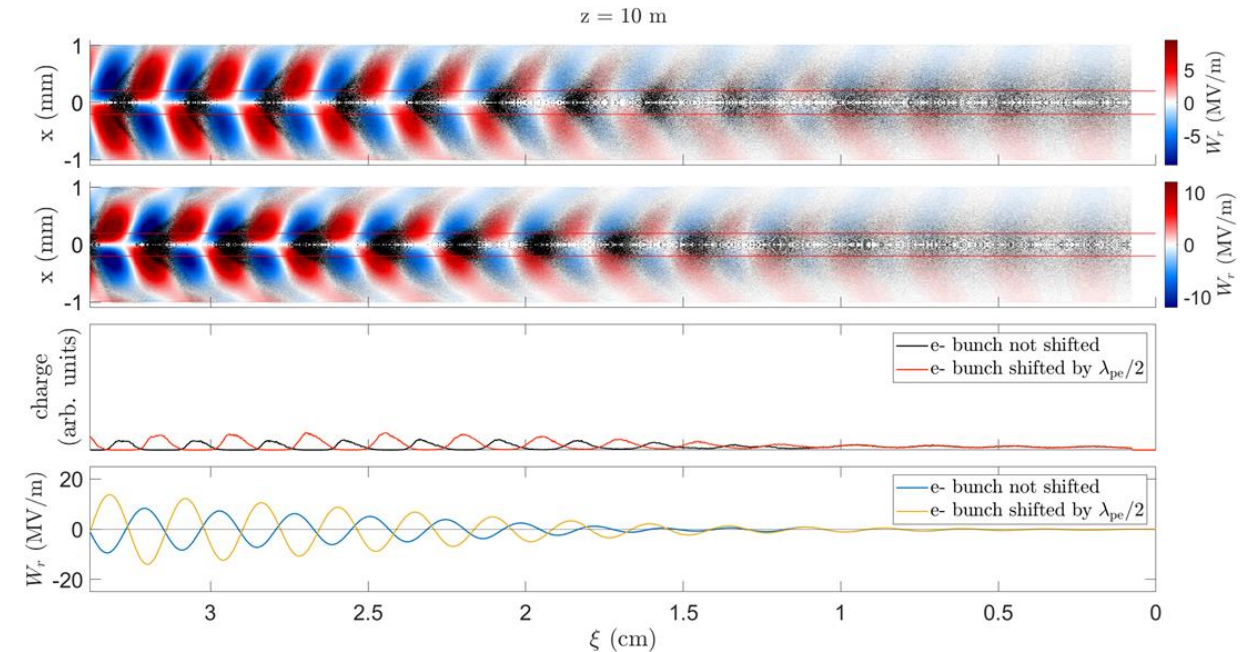 z = 10 m
1
0
-1
x (mm)
5
0
-5
W_r (MV/m)
1
0
-1
x (mm)
10
0
-10
W_r (MV/m)
charge
(arb. units)
e- bunch not shifted
e- bunch shifted by λ_pe/2
20
0
-20
W_r (MV/m)
e- bunch not shifted
e- bunch shifted by λ_pe/2
3 2.5 2 1.5 1 0.5 0
ξ (cm)